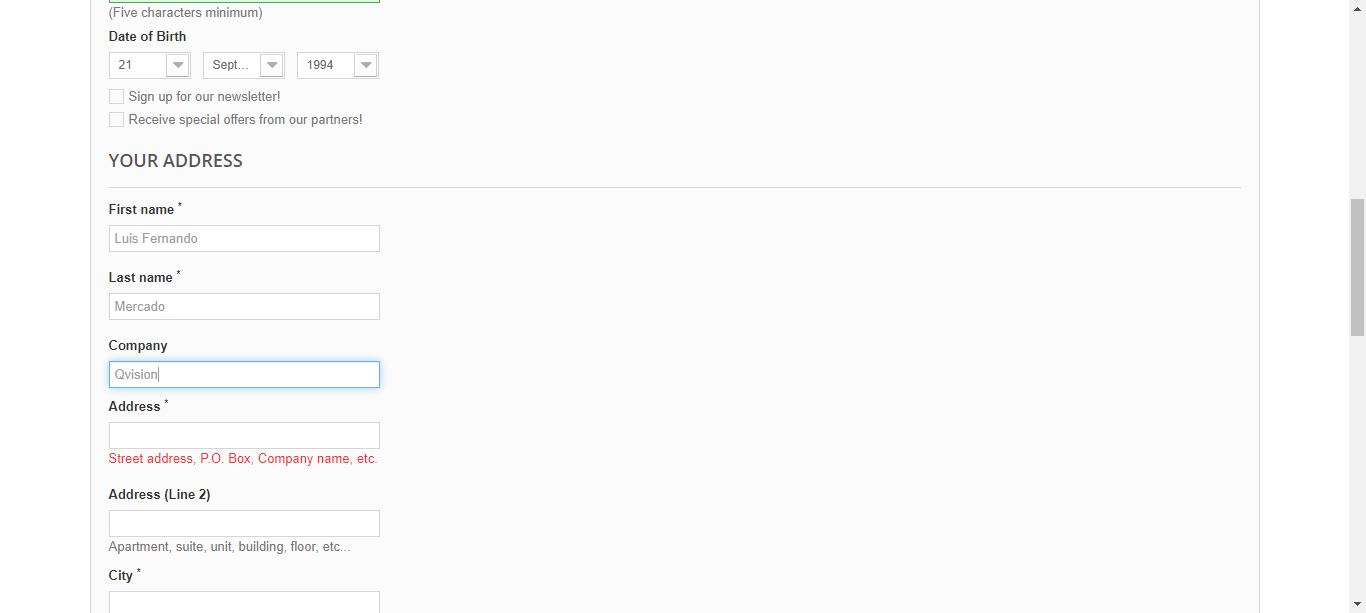 (Five characters minimum)
Date of Birth
21 Sept... 1994
Sign up for our newsletter!
Receive special offers from our partners!
YOUR ADDRESS
First name *
Luis Fernando
Last name *
Mercado
Company
Qvision
Address *
Street address, P.O. Box, Company name, etc.
Address (Line 2)
Apartment, suite, unit, building, floor, etc...
City *